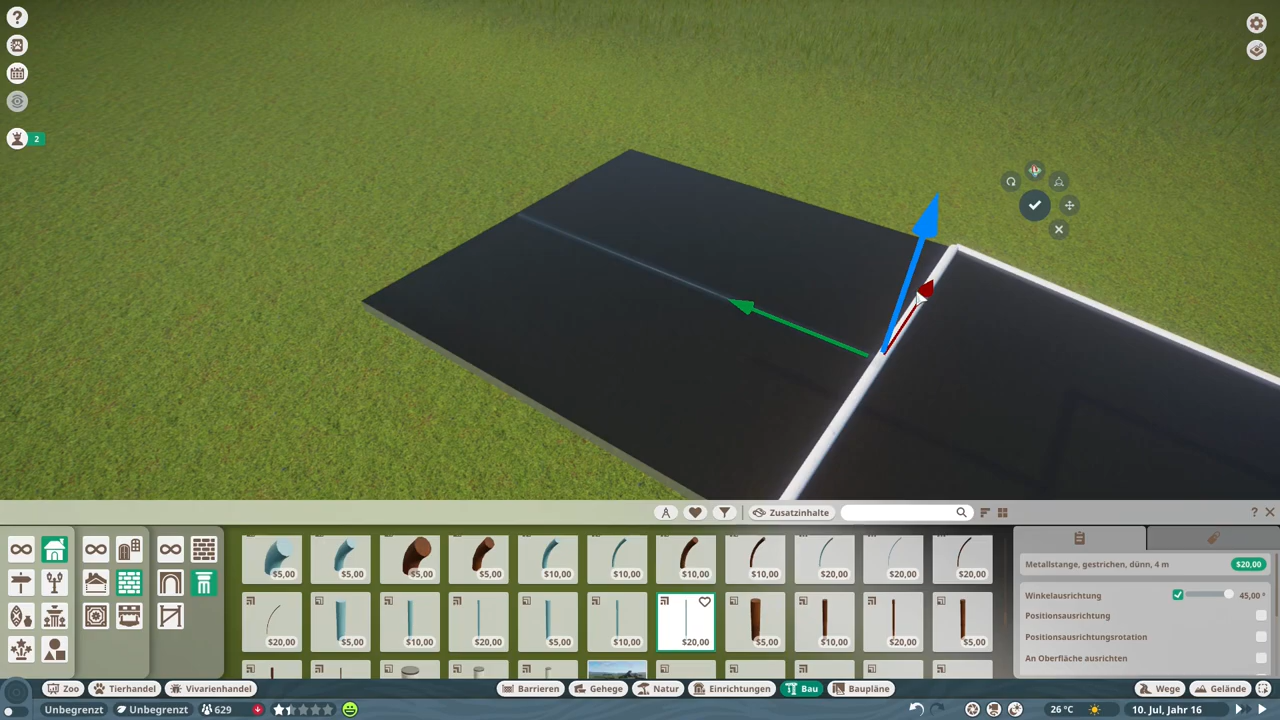 ?
2
Zusatzinhalte
?
$5,00 $5,00 $5,00 $5,00 $10,00 $10,00 $10,00 $10,00 $20,00 $20,00 $20,00
$20,00 $5,00 $10,00 $20,00 $5,00 $10,00 $20,00 $5,00 $10,00 $20,00 $5,00
Metallstange, gestrichen, dünn, 4 m $20,00
Winkelausrichtung 45,00 °
Positionsausrichtung
Positionsausrichtungsrotation
An Oberfläche ausrichten
Zoo Tierhandel Vivarienhandel Barrieren Gehege Natur Einrichtungen Bau Baupläne Wege Gelände
Unbegrenzt Unbegrenzt 629 26 °C 10. Jul, Jahr 16